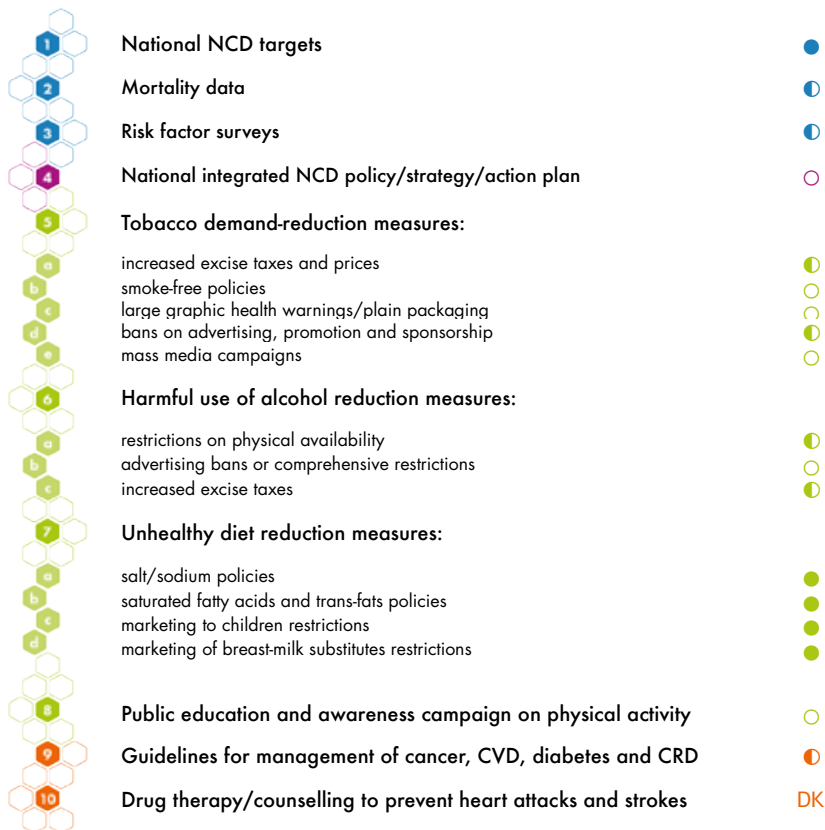 1 National NCD targets
2 Mortality data
3 Risk factor surveys
4 National integrated NCD policy/strategy/action plan
5 Tobacco demand-reduction measures:
a increased excise taxes and prices
b smoke-free policies
c large graphic health warnings/plain packaging
d bans on advertising, promotion and sponsorship
e mass media campaigns
6 Harmful use of alcohol reduction measures:
a restrictions on physical availability
b advertising bans or comprehensive restrictions
c increased excise taxes
7 Unhealthy diet reduction measures:
a salt/sodium policies
b saturated fatty acids and trans-fats policies
c marketing to children restrictions
d marketing of breast-milk substitutes restrictions
8 Public education and awareness campaign on physical activity
9 Guidelines for management of cancer, CVD, diabetes and CRD
10 Drug therapy/counselling to prevent heart attacks and strokes DK